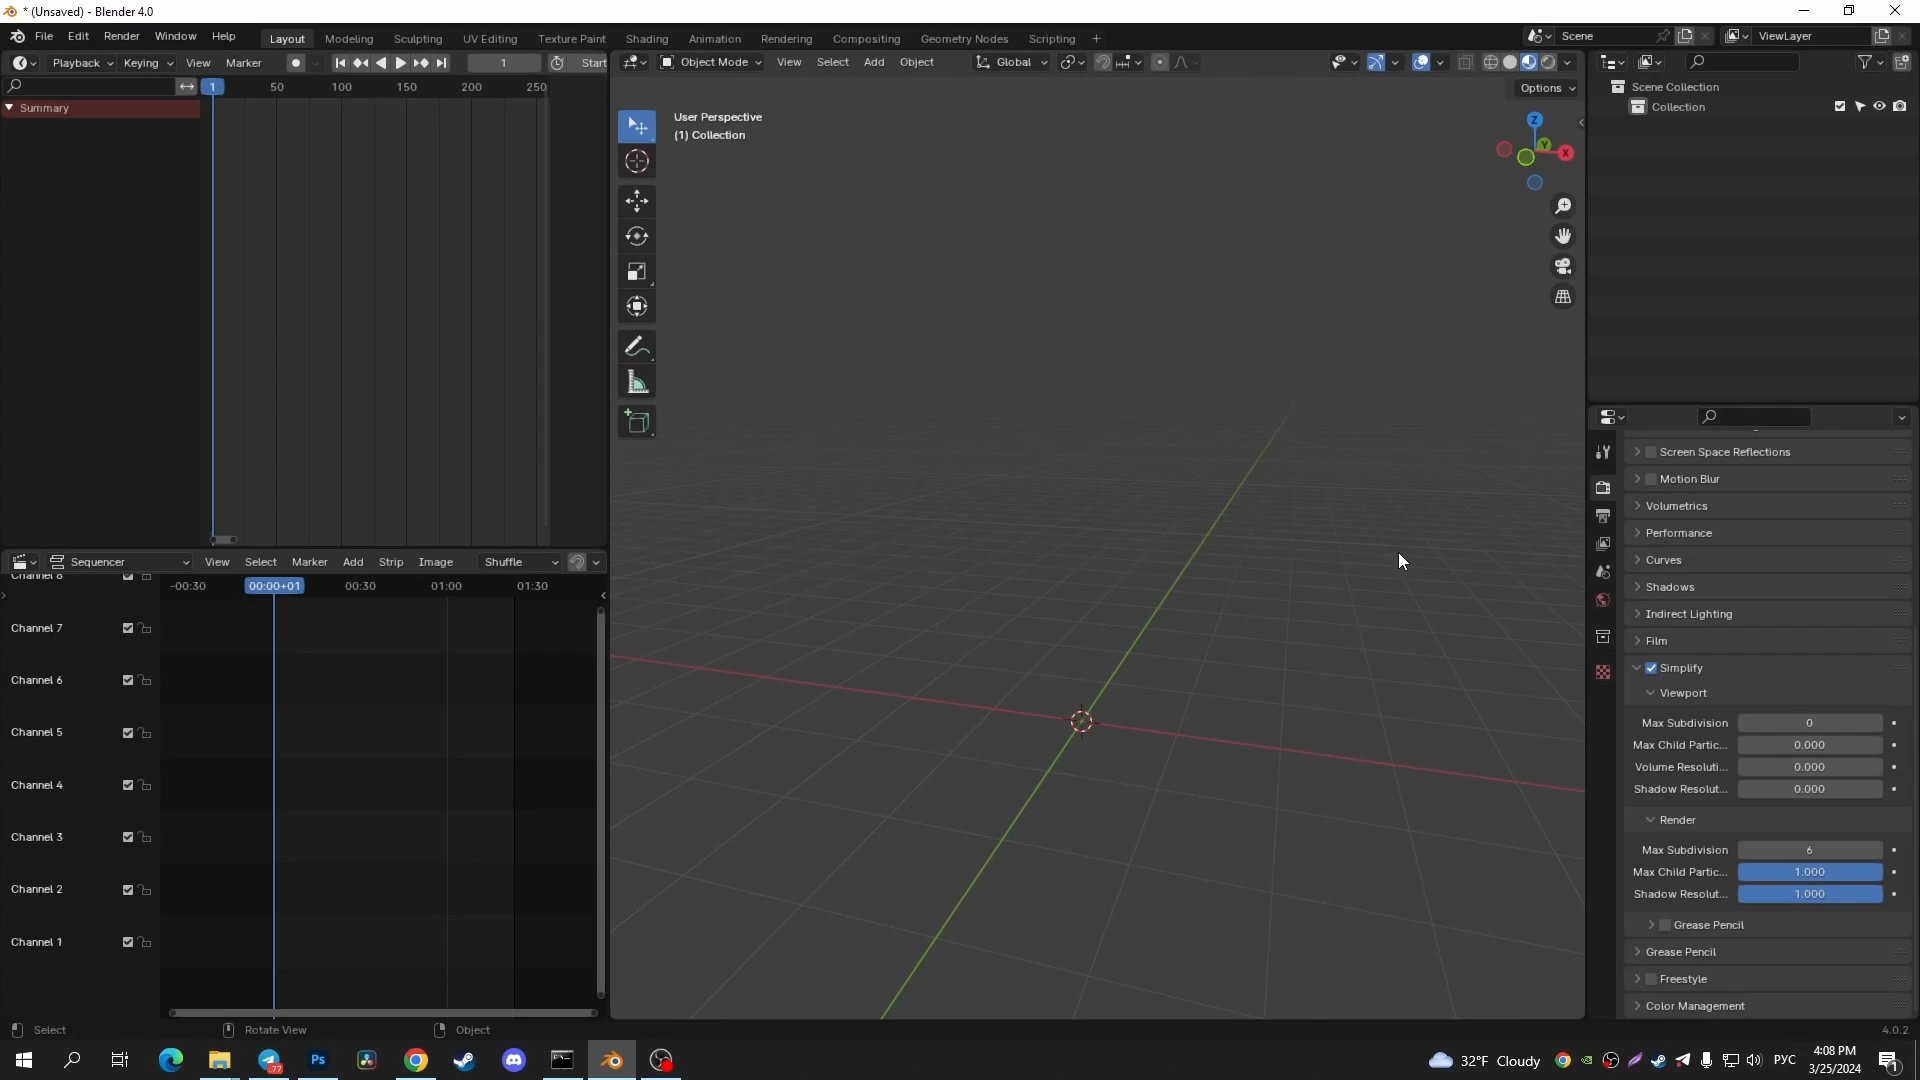 * (Unsaved) - Blender 4.0
File Edit Render Window Help
Layout Modeling Sculpting UV Editing Texture Paint Shading Animation Rendering Compositing Geometry Nodes Scripting +
Scene
ViewLayer
Playback Keying View Marker
1
Start
Object Mode View Select Add Object
Global
1 50 100 150 200 250
Summary
Options
User Perspective
(1) Collection
Z
Y
X
Scene Collection
Collection
Screen Space Reflections
Motion Blur
Volumetrics
Performance
Curves
Shadows
Indirect Lighting
Film
Simplify
Viewport
Max Subdivision 0
Max Child Partic... 0.000
Volume Resoluti... 0.000
Shadow Resolut... 0.000
Render
Max Subdivision 6
Max Child Partic... 1.000
Shadow Resolut... 1.000
Grease Pencil
Grease Pencil
Freestyle
Color Management
Sequencer View Select Marker Add Strip Image Shuffle
-00:30 00:00+01 00:30 01:00 01:30
Channel 8
Channel 7
Channel 6
Channel 5
Channel 4
Channel 3
Channel 2
Channel 1
Select Rotate View Object
4.0.2
Ps
77
32°F Cloudy
РУС
4:08 PM
3/25/2024
1